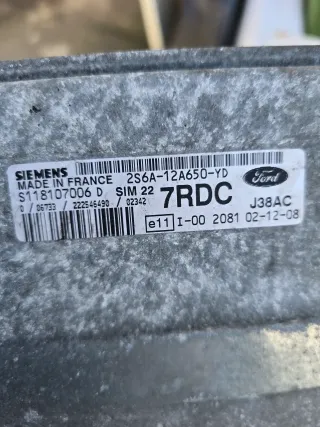 SIEMENS 2S6A-12A650-YD
MADE IN FRANCE
S118107006 D SIM 22 7RDC Ford
0 / 06733 / 222546490 / 02342
J38AC
e11 I-00 2081 02-12-08